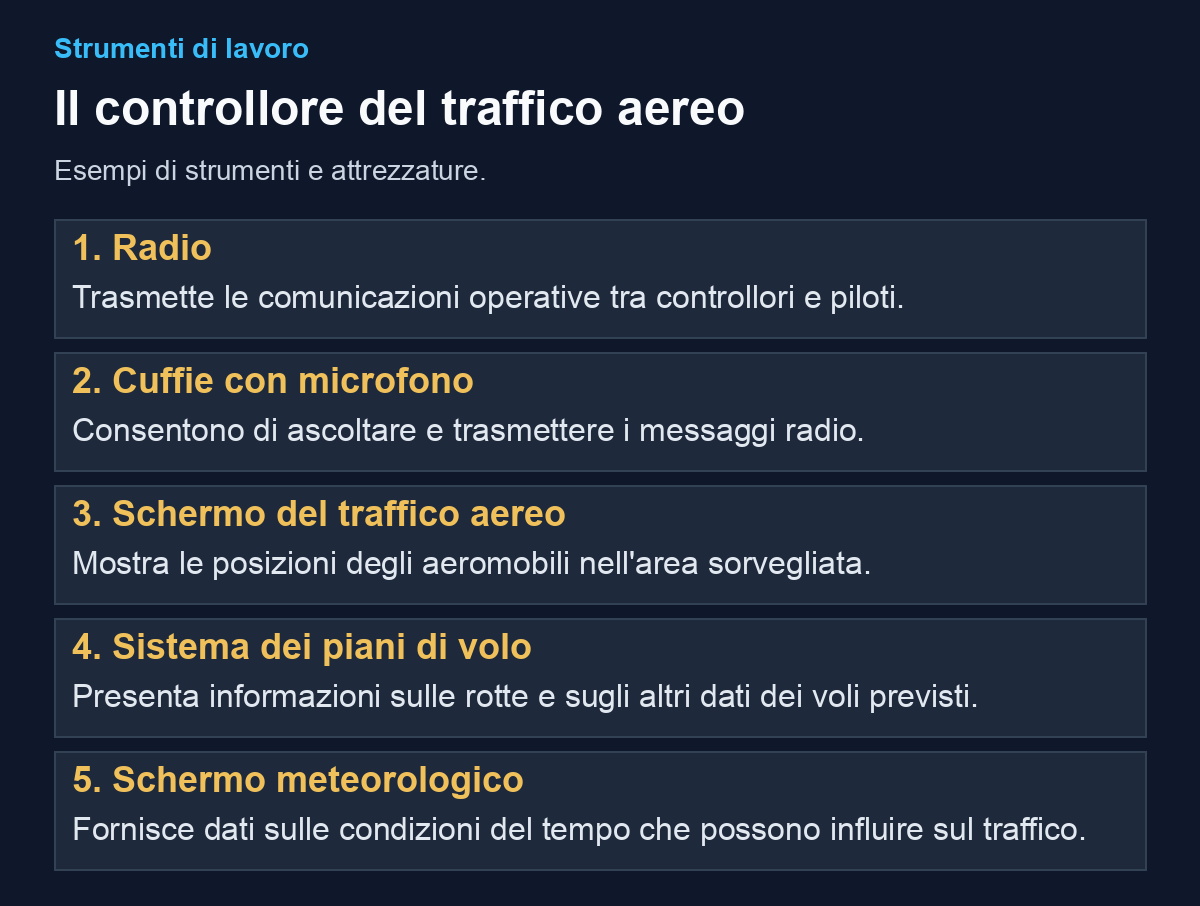 Strumenti di lavoro
Il controllore del traffico aereo
Esempi di strumenti e attrezzature.
1. Radio
Trasmette le comunicazioni operative tra controllori e piloti.
2. Cuffie con microfono
Consentono di ascoltare e trasmettere i messaggi radio.
3. Schermo del traffico aereo
Mostra le posizioni degli aeromobili nell'area sorvegliata.
4. Sistema dei piani di volo
Presenta informazioni sulle rotte e sugli altri dati dei voli previsti.
5. Schermo meteorologico
Fornisce dati sulle condizioni del tempo che possono influire sul traffico.